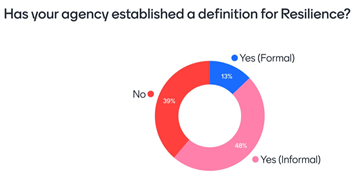 Has your agency established a definition for Resilience?
Yes (Formal)
13%
No
39%
48%
Yes (Informal)